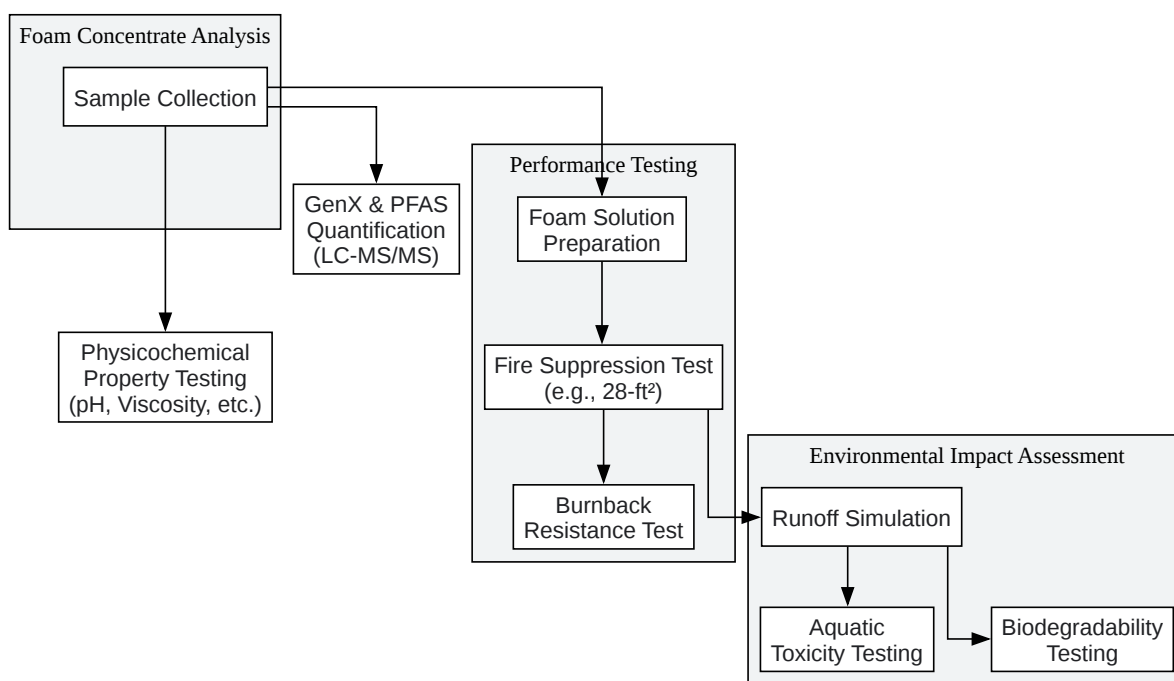 Foam Concentrate Analysis
Sample Collection
Performance Testing
GenX & PFAS
Quantification
(LC-MS/MS)
Foam Solution
Preparation
Physicochemical
Property Testing
(pH, Viscosity, etc.)
Fire Suppression Test
(e.g., 28-ft²)
Environmental Impact Assessment
Burnback
Resistance Test
Runoff Simulation
Aquatic
Toxicity Testing
Biodegradability
Testing